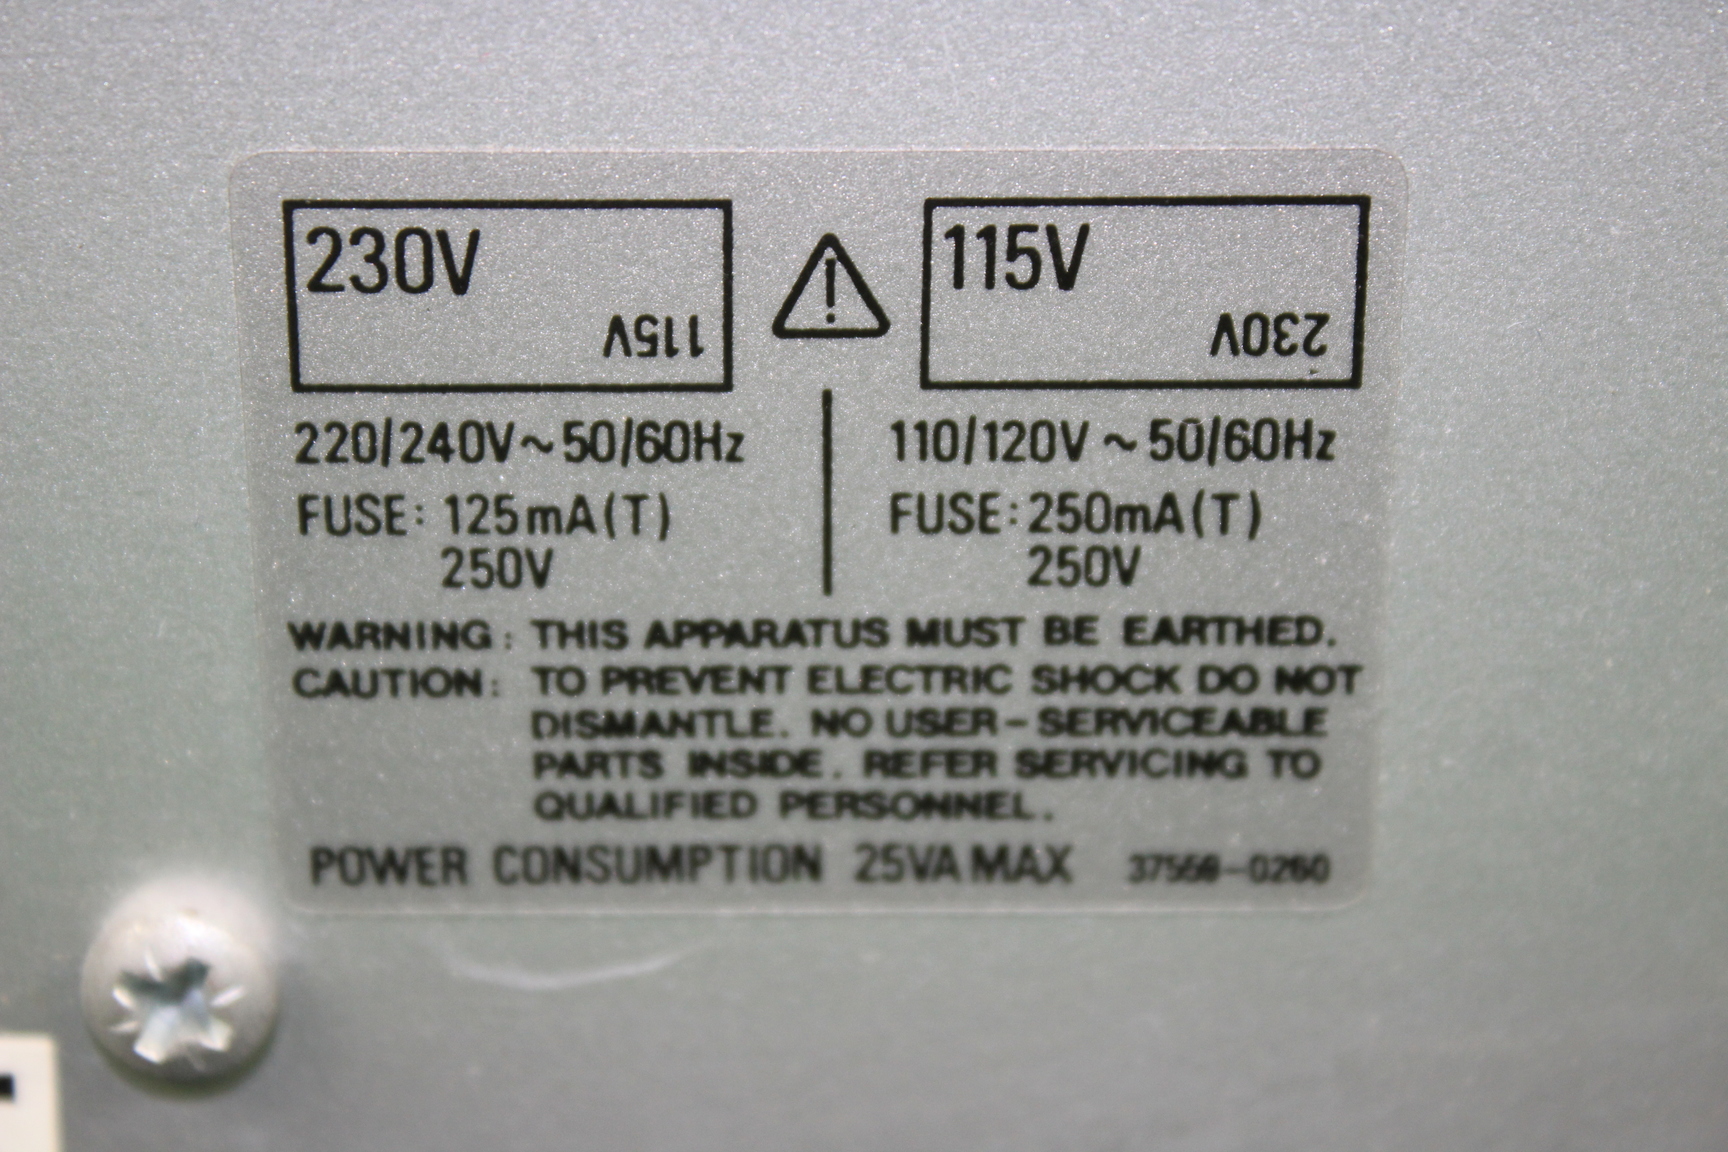 230V
115V
115V
230V
220/240V~50/60Hz
110/120V~50/60Hz
FUSE: 125mA(T)
250V
FUSE: 250mA(T)
250V
WARNING: THIS APPARATUS MUST BE EARTHED.
CAUTION: TO PREVENT ELECTRIC SHOCK DO NOT
DISMANTLE. NO USER-SERVICEABLE
PARTS INSIDE. REFER SERVICING TO
QUALIFIED PERSONNEL.
POWER CONSUMPTION 25VA MAX